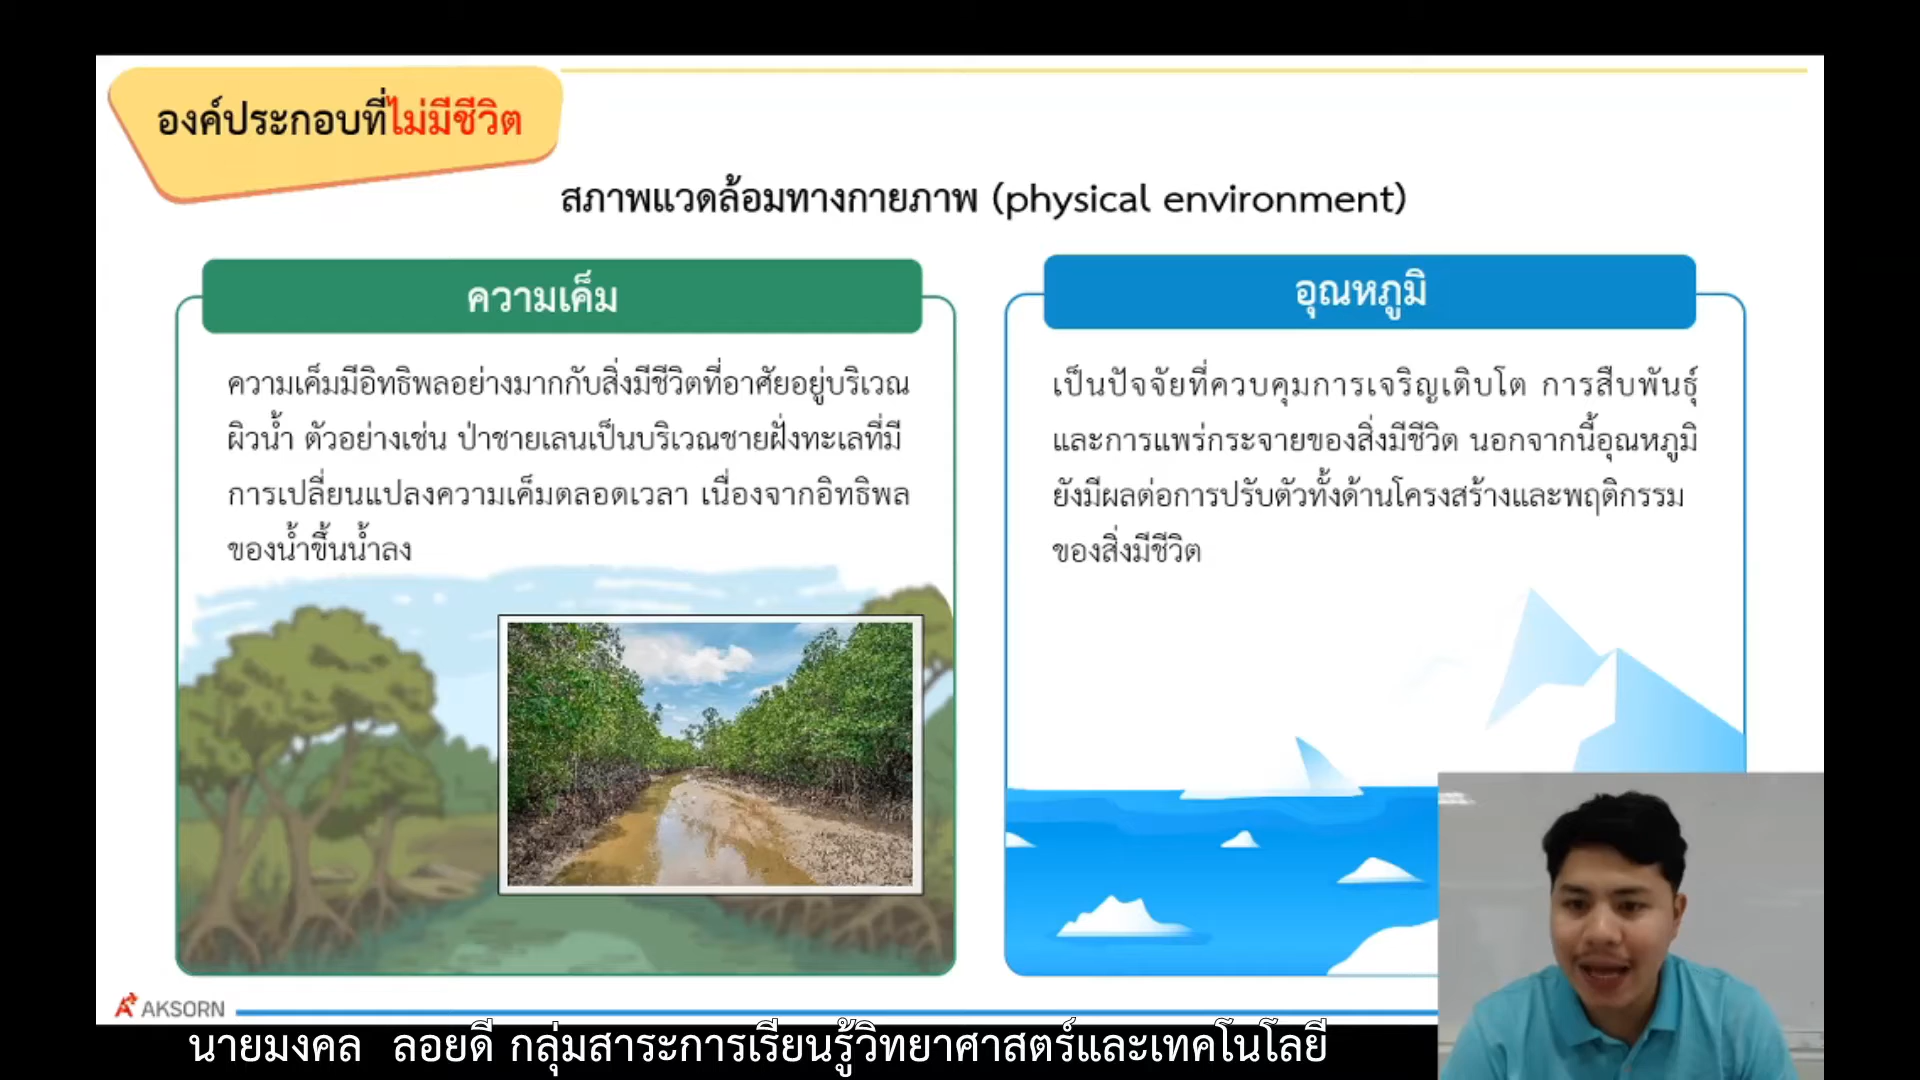 องค์ประกอบที่ไม่มีชีวิต
สภาพแวดล้อมทางกายภาพ (physical environment)
ความเค็ม
ความเค็มมีอิทธิพลอย่างมากกับสิ่งมีชีวิตที่อาศัยอยู่บริเวณ
ผิวน้ำ ตัวอย่างเช่น ป่าชายเลนเป็นบริเวณชายฝั่งทะเลที่มี
การเปลี่ยนแปลงความเค็มตลอดเวลา เนื่องจากอิทธิพล
ของน้ำขึ้นน้ำลง
อุณหภูมิ
เป็นปัจจัยที่ควบคุมการเจริญเติบโต การสืบพันธุ์
และการแพร่กระจายของสิ่งมีชีวิต นอกจากนี้อุณหภูมิ
ยังมีผลต่อการปรับตัวทั้งด้านโครงสร้างและพฤติกรรม
ของสิ่งมีชีวิต
AKSORN
นายมงคล ลอยดี กลุ่มสาระการเรียนรู้วิทยาศาสตร์และเทคโนโลยี